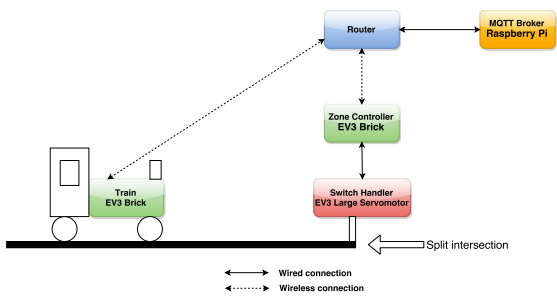 Router
MQTT Broker
Raspberry Pi
Zone Controller
EV3 Brick
Train
EV3 Brick
Switch Handler
EV3 Large Servomotor
Split intersection
Wired connection
Wireless connection